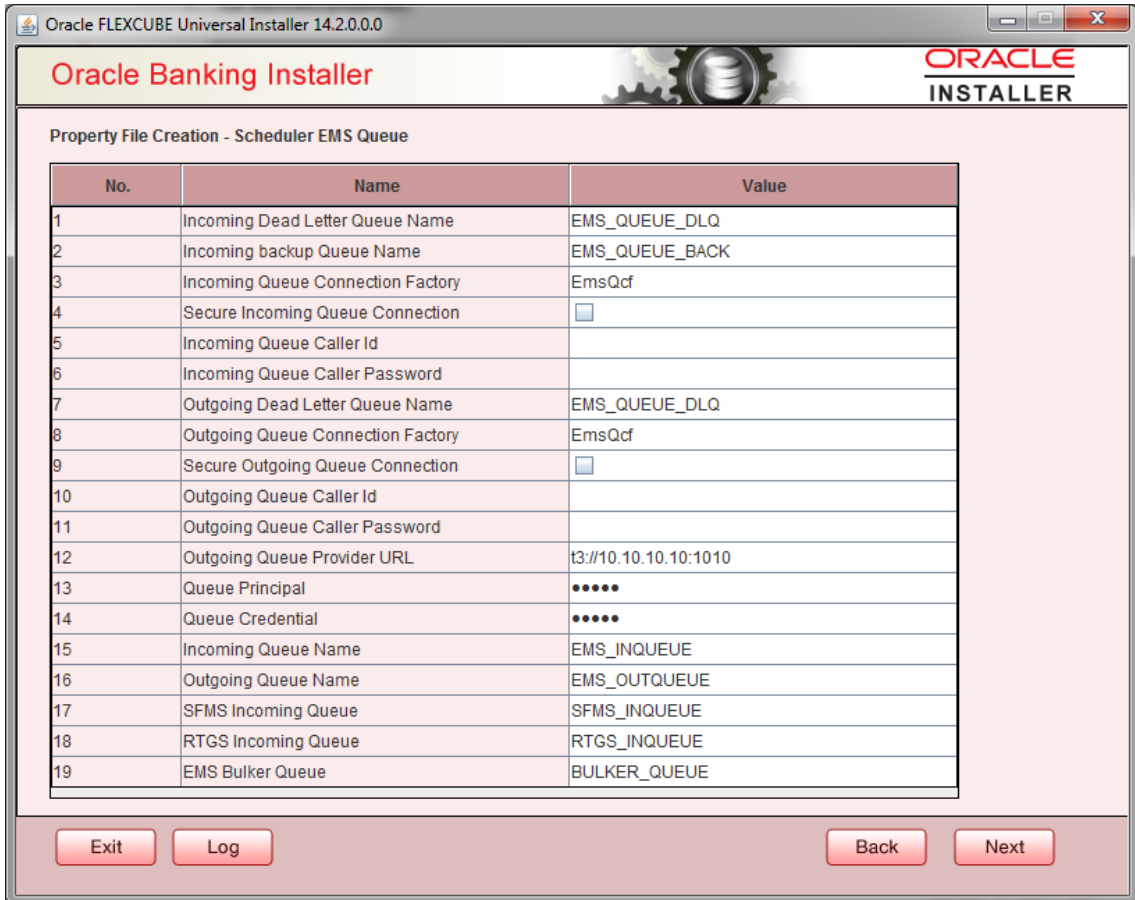 Oracle FLEXCUBE Universal Installer 14.2.0.0.0
Oracle Banking Installer
ORACLE
INSTALLER
Property File Creation - Scheduler EMS Queue
No. Name Value
1 Incoming Dead Letter Queue Name EMS_QUEUE_DLQ
2 Incoming backup Queue Name EMS_QUEUE_BACK
3 Incoming Queue Connection Factory EmsQcf
4 Secure Incoming Queue Connection
5 Incoming Queue Caller Id
6 Incoming Queue Caller Password
7 Outgoing Dead Letter Queue Name EMS_QUEUE_DLQ
8 Outgoing Queue Connection Factory EmsQcf
9 Secure Outgoing Queue Connection
10 Outgoing Queue Caller Id
11 Outgoing Queue Caller Password
12 Outgoing Queue Provider URL t3://10.10.10.10:1010
13 Queue Principal •••••
14 Queue Credential •••••
15 Incoming Queue Name EMS_INQUEUE
16 Outgoing Queue Name EMS_OUTQUEUE
17 SFMS Incoming Queue SFMS_INQUEUE
18 RTGS Incoming Queue RTGS_INQUEUE
19 EMS Bulker Queue BULKER_QUEUE
Exit Log Back Next